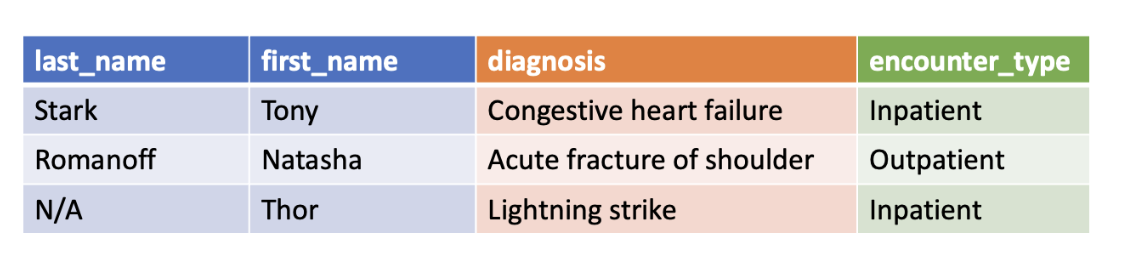 last_name first_name diagnosis encounter_type
Stark Tony Congestive heart failure Inpatient
Romanoff Natasha Acute fracture of shoulder Outpatient
N/A Thor Lightning strike Inpatient